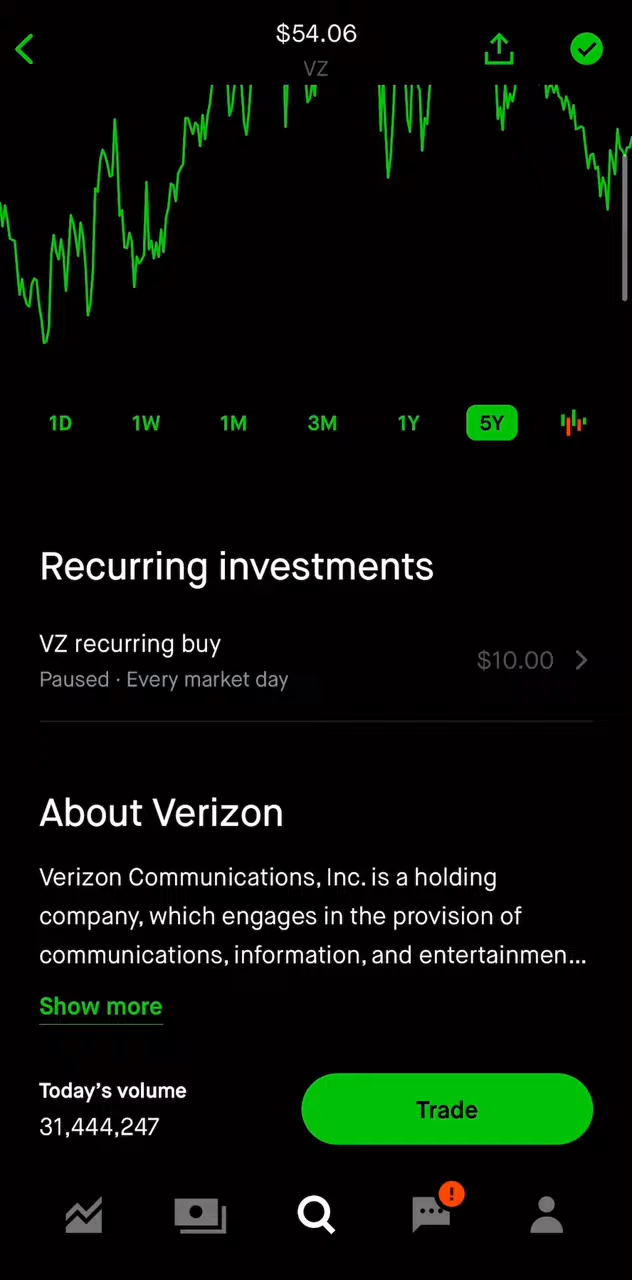 $54.06
VZ
1D 1W 1M 3M 1Y 5Y
Recurring investments
VZ recurring buy
$10.00
Paused · Every market day
About Verizon
Verizon Communications, Inc. is a holding
company, which engages in the provision of
communications, information, and entertainmen...
Show more
Today's volume
31,444,247
Trade
!